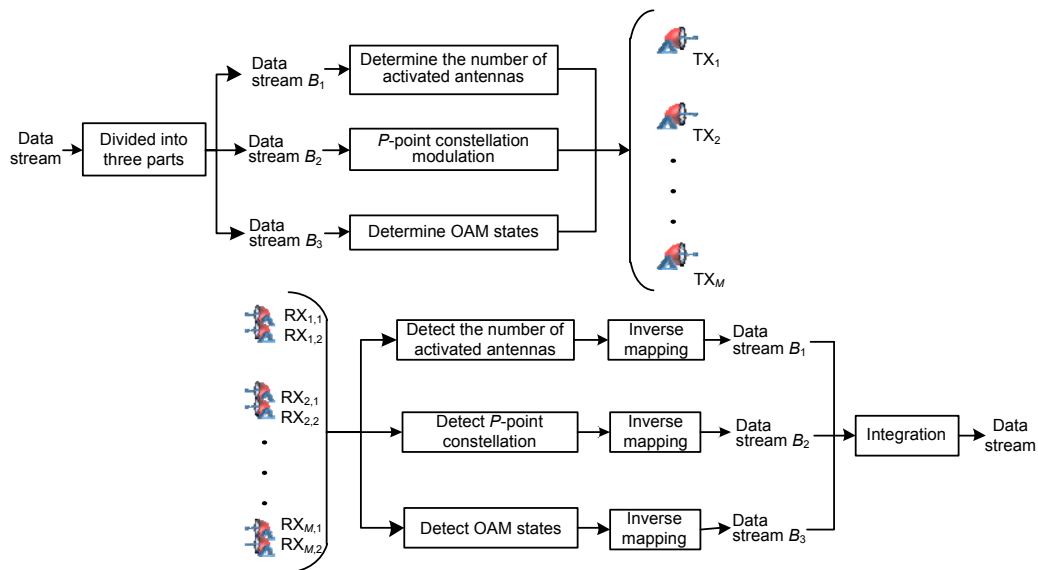 Data
stream
Divided into
three parts
Data
stream B₁
Determine the number of
activated antennas
Data
stream B₂
P-point constellation
modulation
Data
stream B₃
Determine OAM states
TX₁
TX₂
TX_M
RX₁,₁
RX₁,₂
RX₂,₁
RX₂,₂
RX_M,₁
RX_M,₂
Detect the number of
activated antennas
Inverse
mapping
Data
stream B₁
Detect P-point
constellation
Inverse
mapping
Data
stream B₂
Detect OAM states
Inverse
mapping
Data
stream B₃
Integration
Data
stream